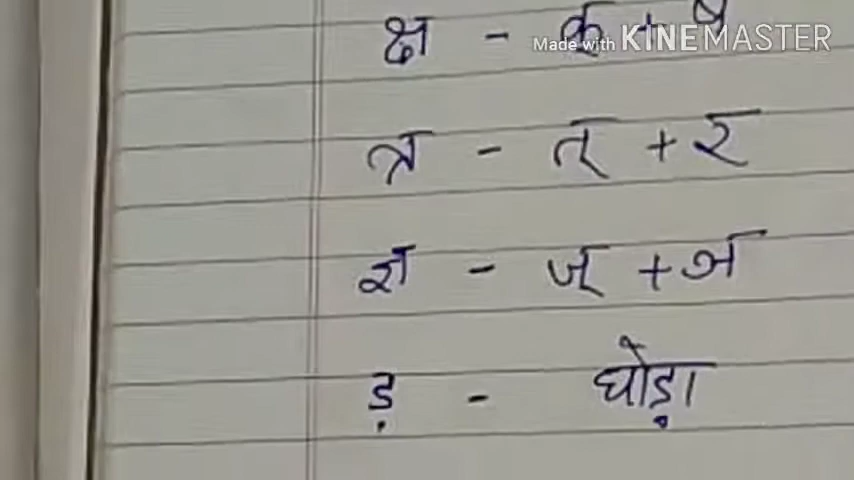 क्ष - क् + ष
Made with KINEMASTER
त्र - त् + र
ज्ञ - ज् + ञ
ड़ - घोड़ा